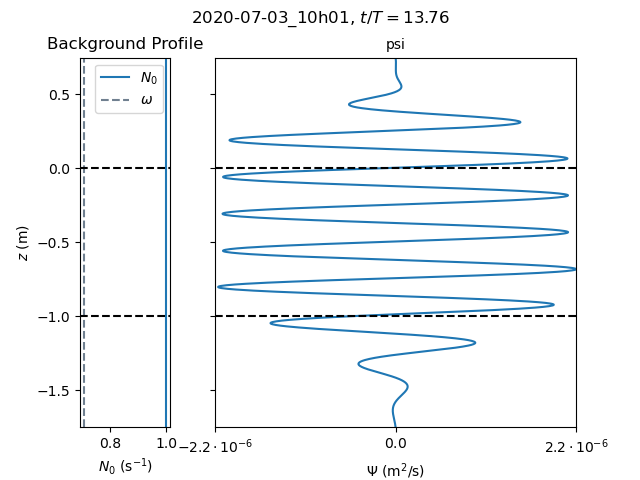 2020-07-03_10h01, t/T = 13.76
Background Profile
psi
N₀
ω
0.5
0.0
−0.5
−1.0
−1.5
z (m)
0.8
1.0
N₀ (s⁻¹)
−2.2 · 10⁻⁶
0.0
2.2 · 10⁻⁶
Ψ (m²/s)